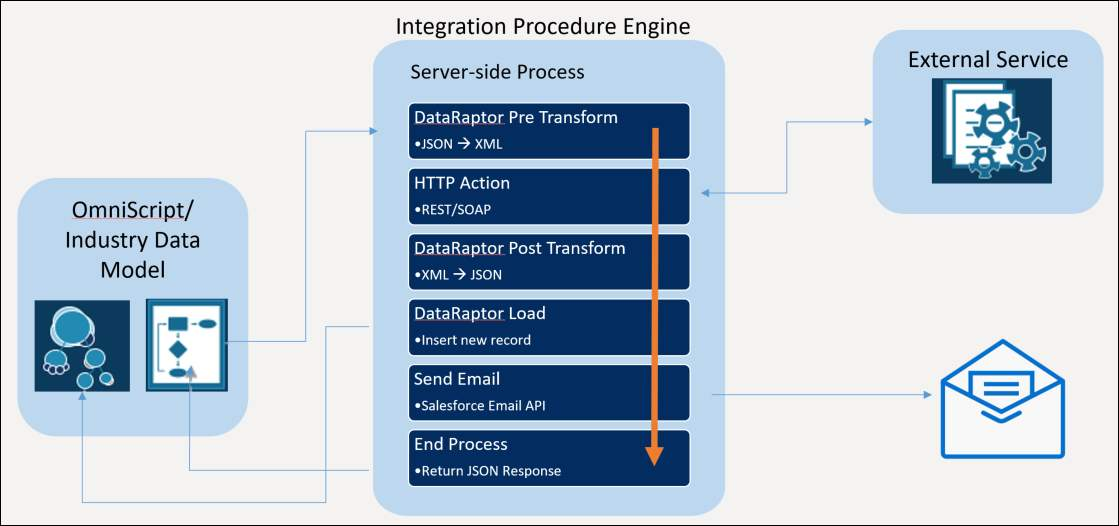 Integration Procedure Engine
Server-side Process
DataRaptor Pre Transform
•JSON → XML
HTTP Action
•REST/SOAP
DataRaptor Post Transform
•XML → JSON
DataRaptor Load
•Insert new record
Send Email
•Salesforce Email API
End Process
•Return JSON Response
OmniScript/
Industry Data
Model
External Service